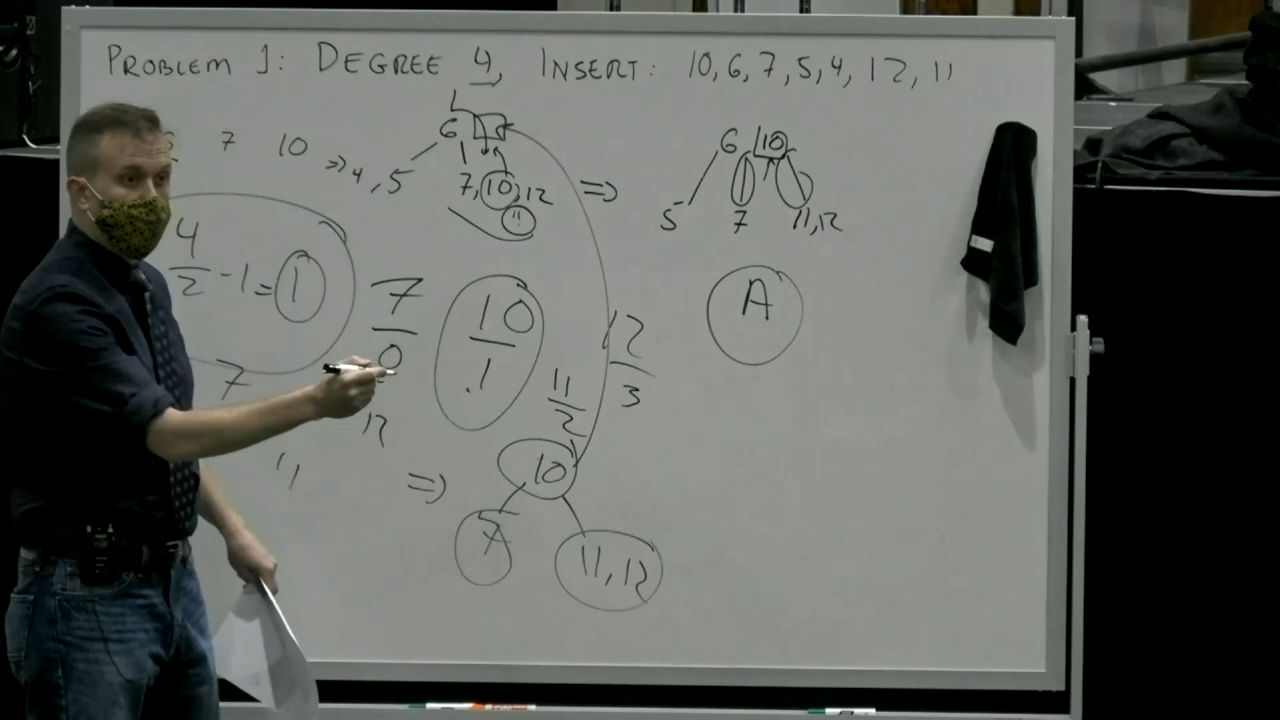 PROBLEM 1: DEGREE 4, INSERT: 10, 6, 7, 5, 4, 12, 11
7 10 => 4, 5
6
7, 10, 12
11
=>
6 10
5 7 11, 12
4/2 - 1 = 1
7/0
10/1
11/2
12/3
A
7
12
11
=>
10
7
11, 12